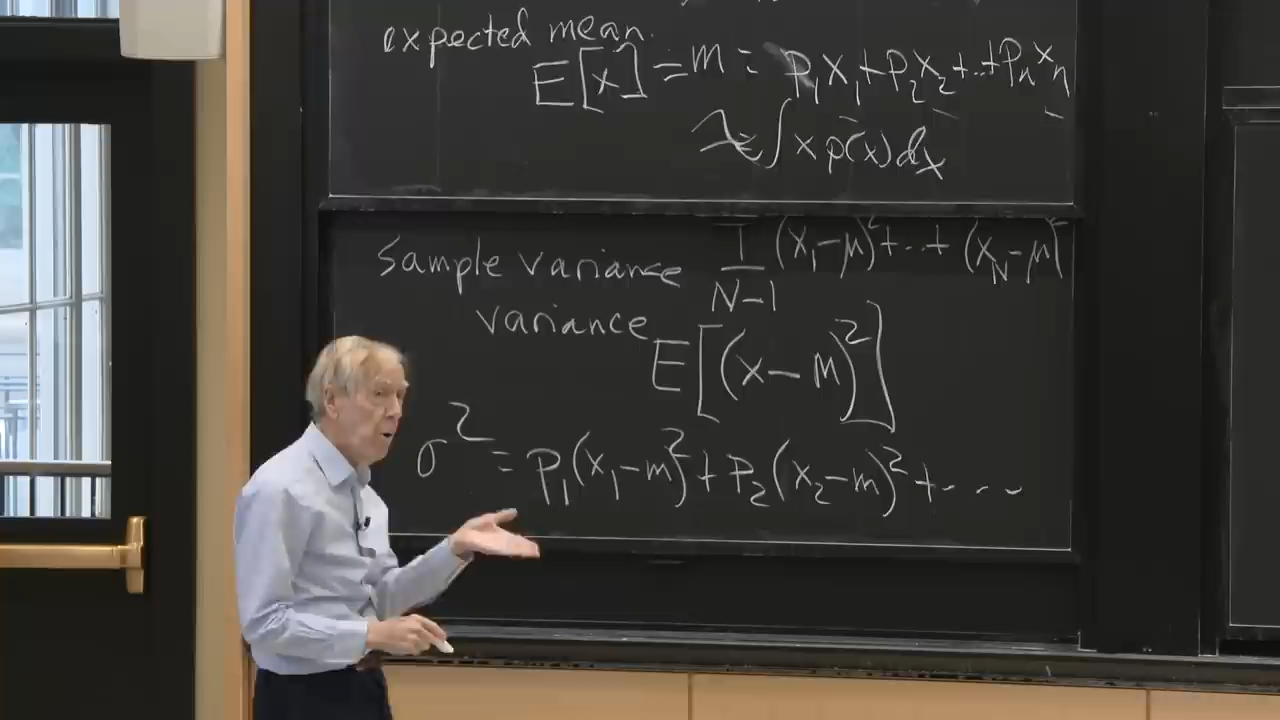 expected mean.
E[x] = m = p₁x₁+p₂x₂+..+pₙxₙ
≈ ∫ x p(x) dx
Sample variance 1/(N-1) (x₁-μ)²+..+ (x_N-μ)²
variance E[(x-m)²]
σ² = p₁(x₁-m)²+p₂(x₂-m)²+....